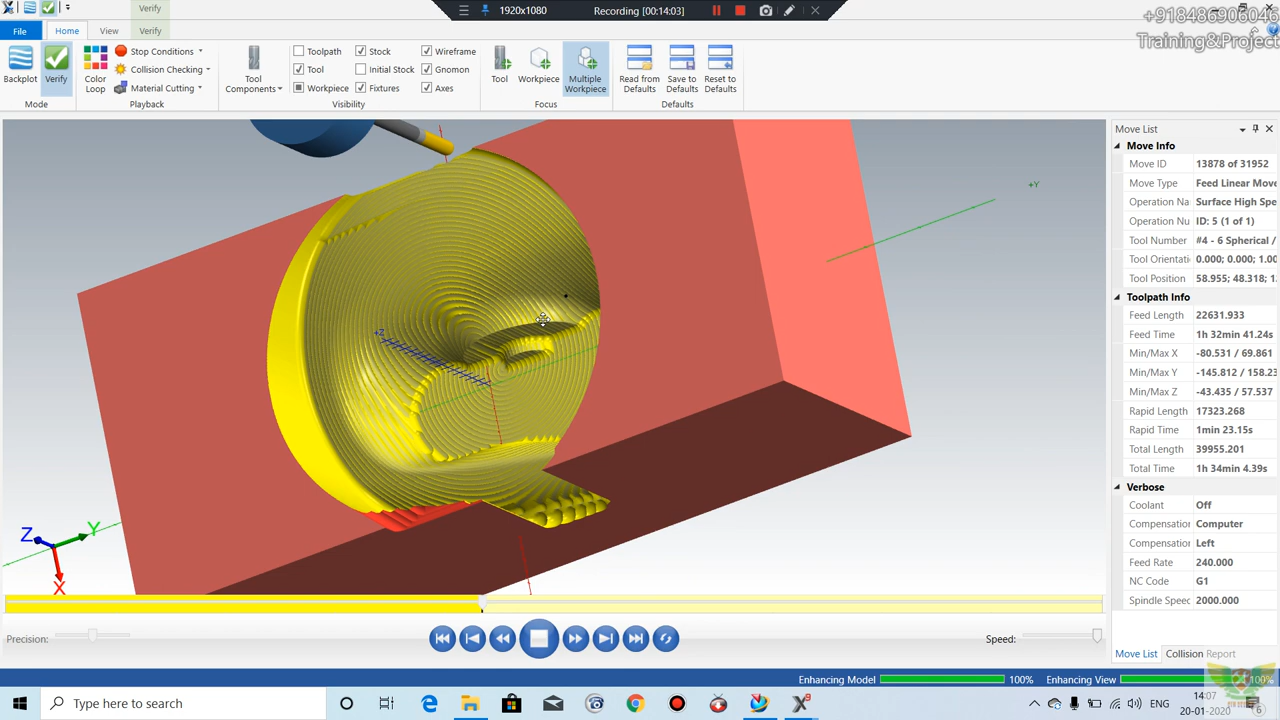 1920x1080
Recording [00:14:03]
+918486906046
Training&Project
Verify
File
Home
View
Verify
Backplot
Verify
Mode
Color Loop
Stop Conditions
Collision Checking
Material Cutting
Playback
Tool Components
Toolpath
Stock
Wireframe
Tool
Initial Stock
Gnomon
Workpiece
Fixtures
Axes
Visibility
Tool
Workpiece
Multiple Workpiece
Focus
Read from Defaults
Save to Defaults
Reset to Defaults
Defaults
+Y
+Z
Z
Y
X
Move List
Move Info
Move ID 13878 of 31952
Move Type Feed Linear Move
Operation Na Surface High Spe
Operation Nu ID: 5 (1 of 1)
Tool Number #4 - 6 Spherical /
Tool Orientati 0.000; 0.000; 1.00
Tool Position 58.955; 48.318; 1
Toolpath Info
Feed Length 22631.933
Feed Time 1h 32min 41.24s
Min/Max X -80.531 / 69.861
Min/Max Y -145.812 / 158.23
Min/Max Z -43.435 / 57.537
Rapid Length 17323.268
Rapid Time 1min 23.15s
Total Length 39955.201
Total Time 1h 34min 4.39s
Verbose
Coolant Off
Compensation Computer
Compensation Left
Feed Rate 240.000
NC Code G1
Spindle Speed 2000.000
Precision:
Speed:
Move List
Collision Report
Enhancing Model 100%
Enhancing View 100%
Type here to search
14:07
20-01-2020
6